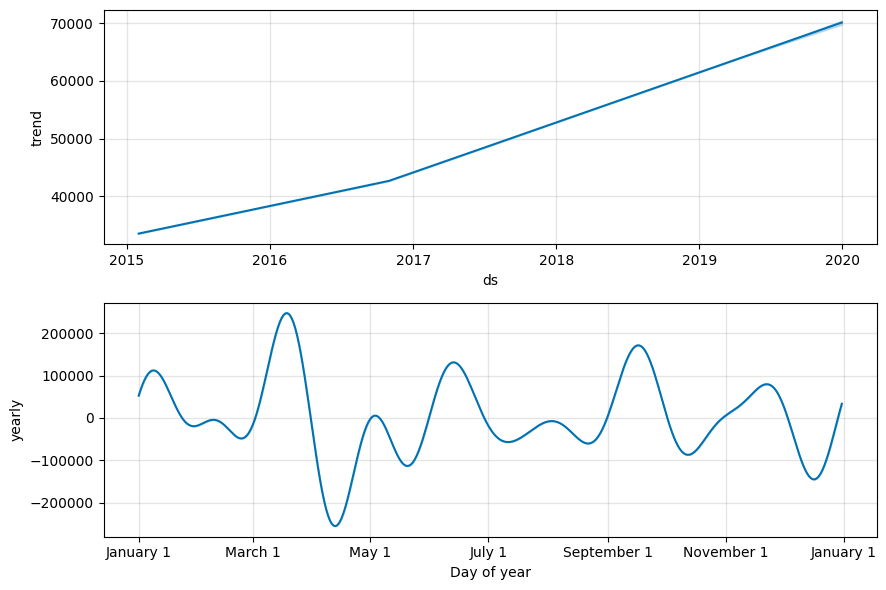 70000
60000
50000
40000
trend
2015 2016 2017 2018 2019 2020
ds
200000
100000
0
−100000
−200000
yearly
January 1 March 1 May 1 July 1 September 1 November 1 January 1
Day of year